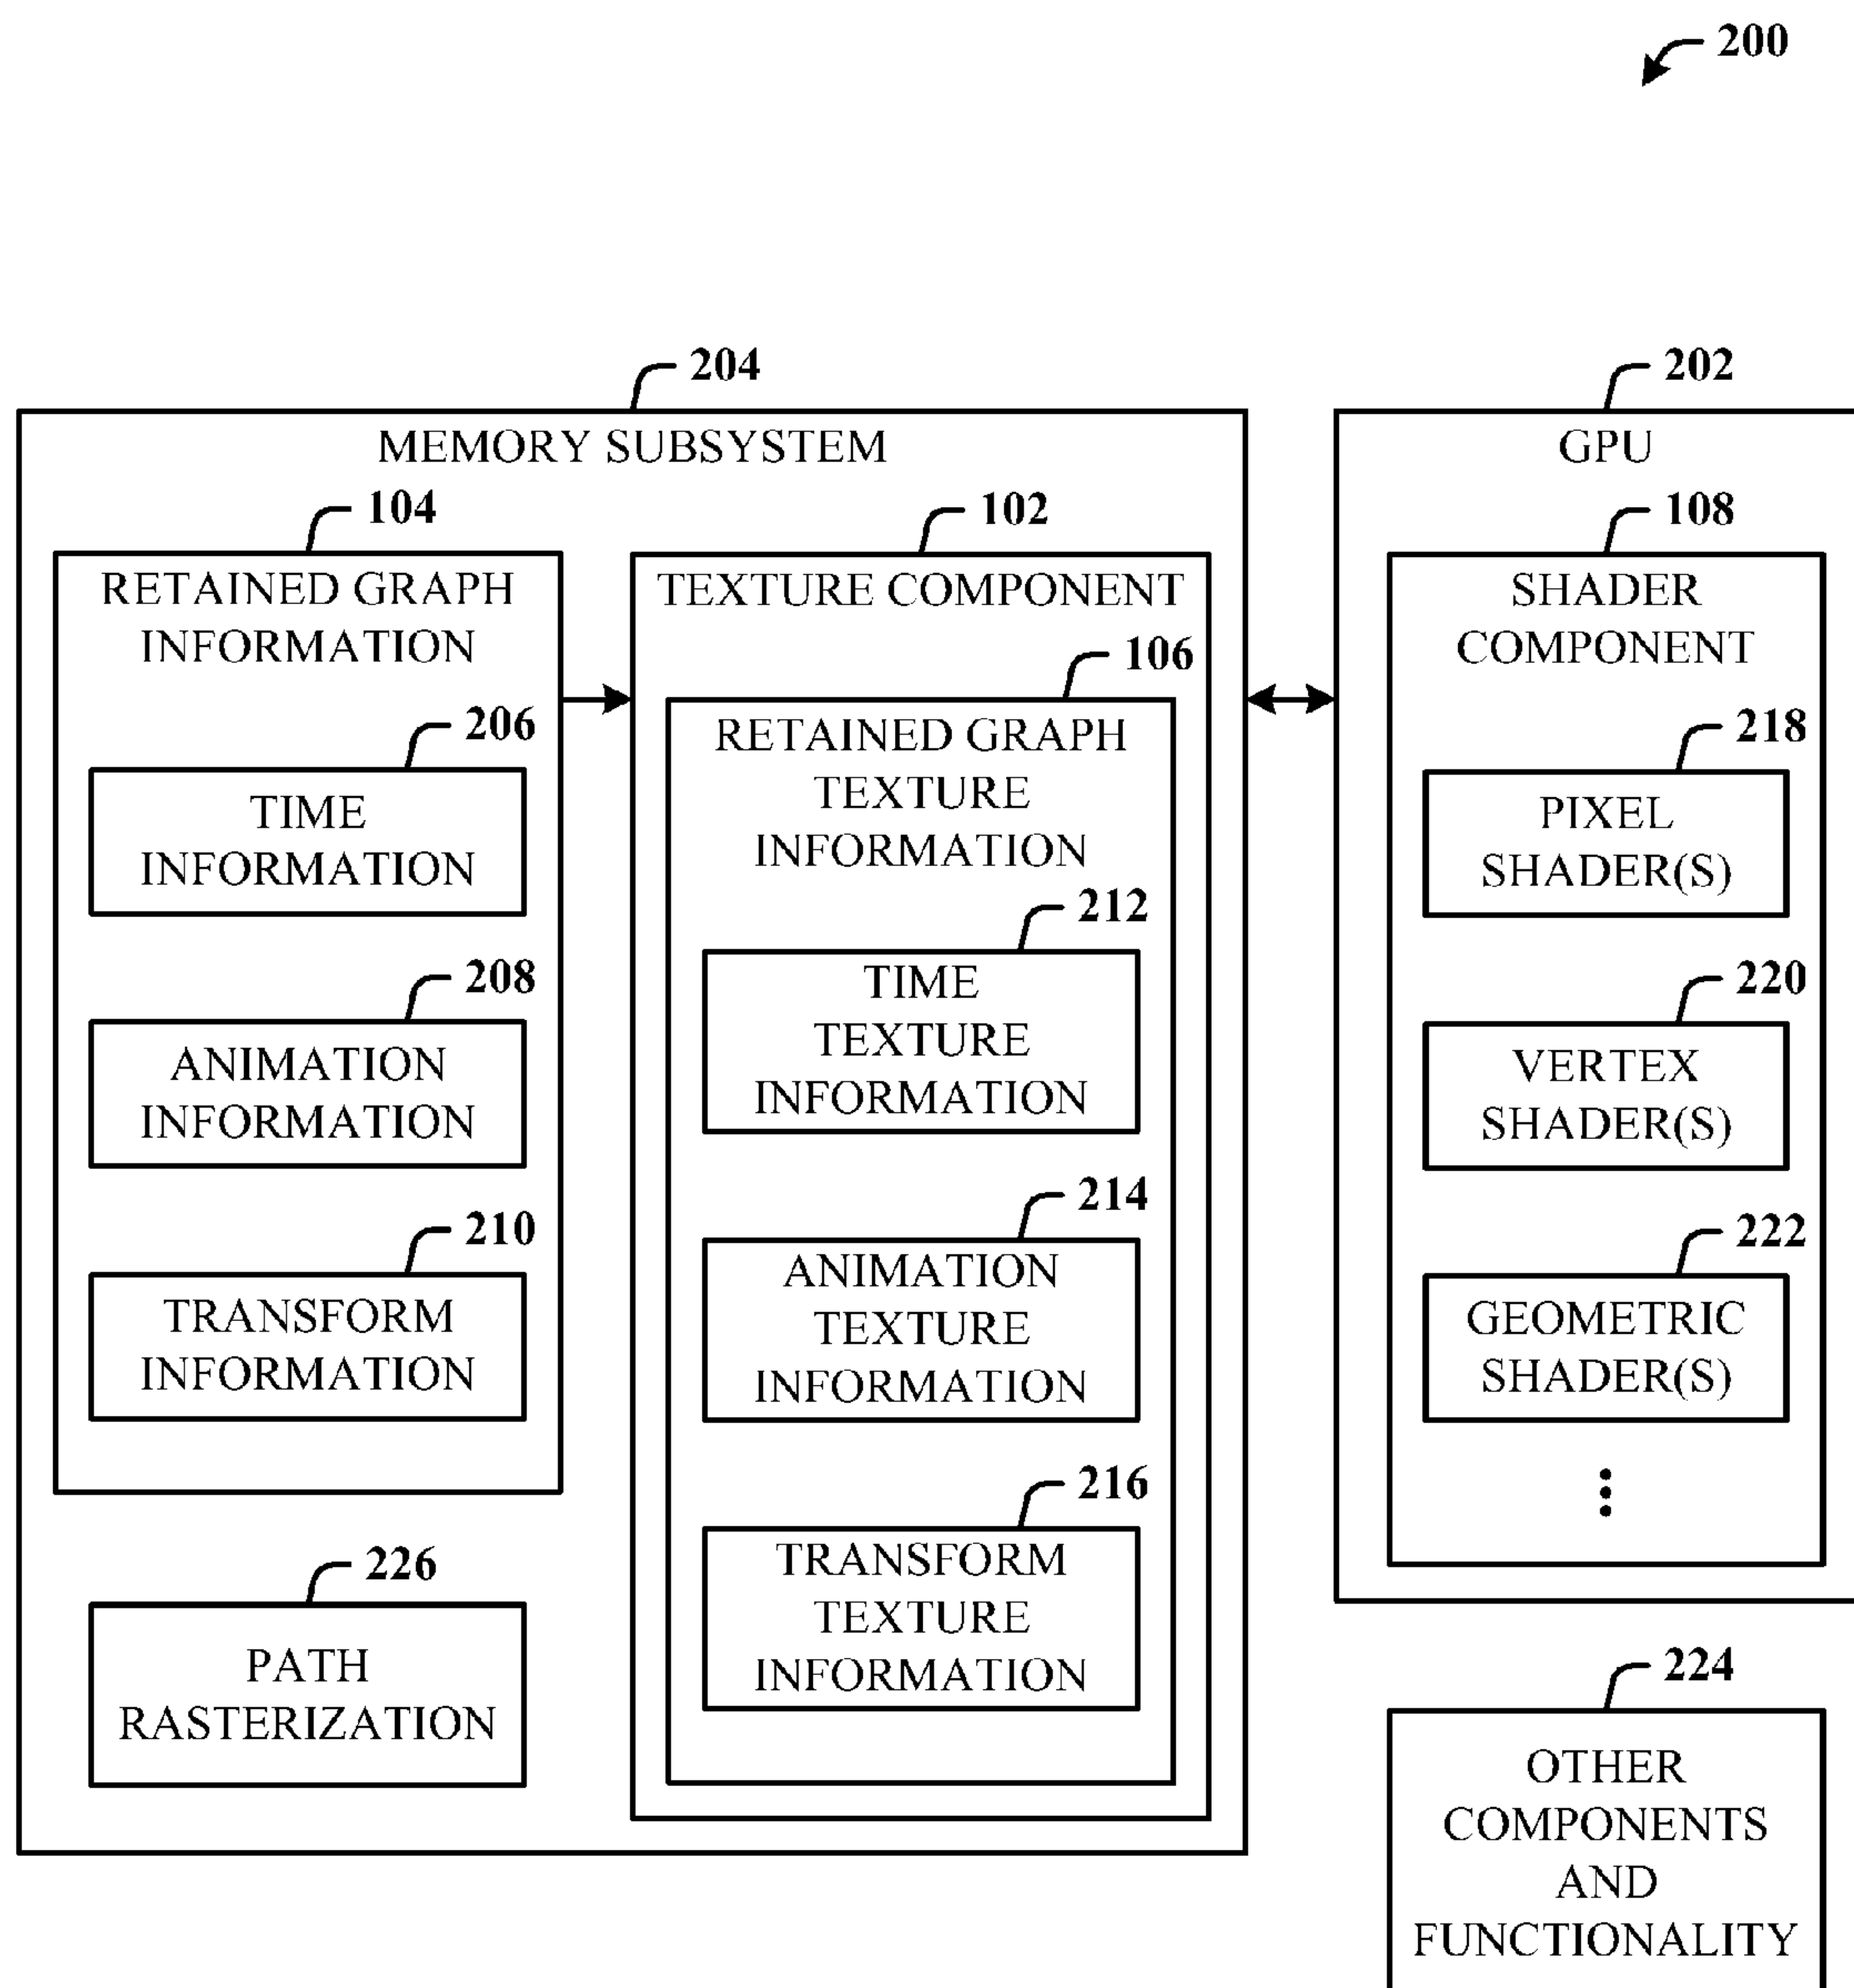 200
204
202
MEMORY SUBSYSTEM
GPU
104
102
108
RETAINED GRAPH
INFORMATION
TEXTURE COMPONENT
SHADER
COMPONENT
106
206
TIME
INFORMATION
RETAINED GRAPH
TEXTURE
INFORMATION
218
PIXEL
SHADER(S)
208
ANIMATION
INFORMATION
212
TIME
TEXTURE
INFORMATION
220
VERTEX
SHADER(S)
210
TRANSFORM
INFORMATION
214
ANIMATION
TEXTURE
INFORMATION
222
GEOMETRIC
SHADER(S)
226
PATH
RASTERIZATION
216
TRANSFORM
TEXTURE
INFORMATION
224
OTHER
COMPONENTS
AND
FUNCTIONALITY